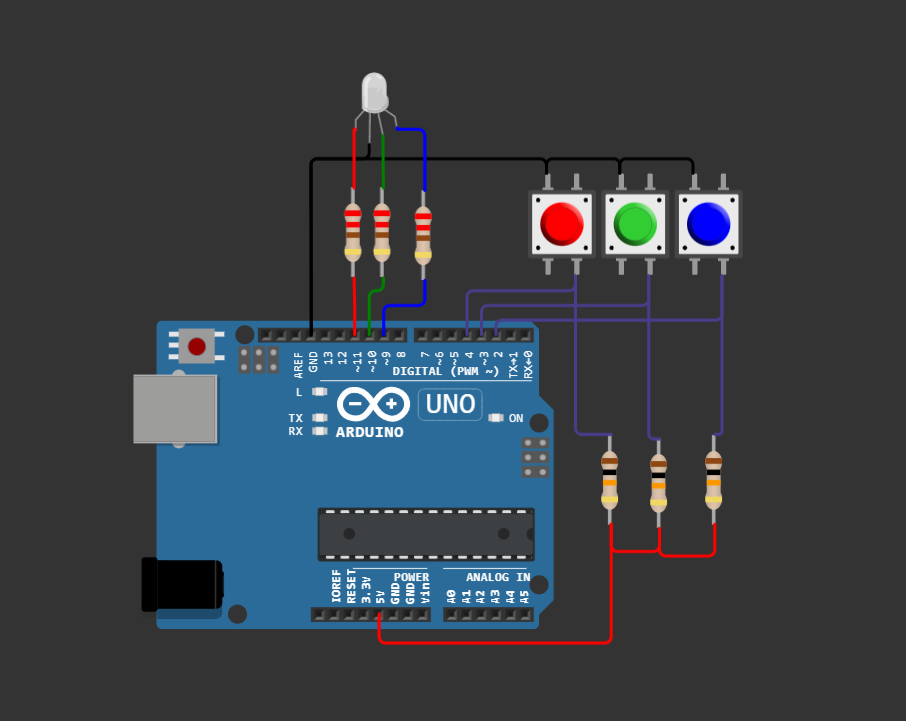 AREF
GND
13
12
~11
~10
~9
8
7
~6
~5
4
~3
2
TX→1
RX←0
DIGITAL (PWM ~)
L
TX
RX
ARDUINO
UNO
ON
IOREF
RESET
3.3V
5V
GND
GND
Vin
POWER
ANALOG IN
A0
A1
A2
A3
A4
A5